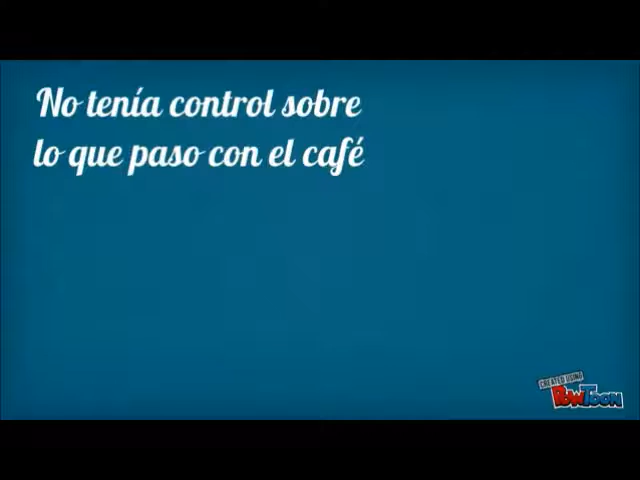 No tenía control sobre
lo que paso con el café
CREATED USING
PowToon